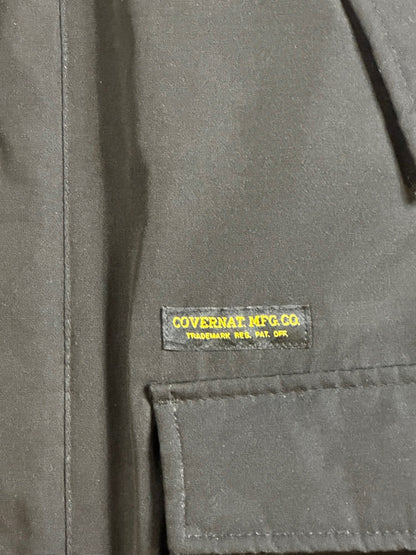 COVERNAT MFG.CO.
TRADEMARK REG. PAT. OFF.